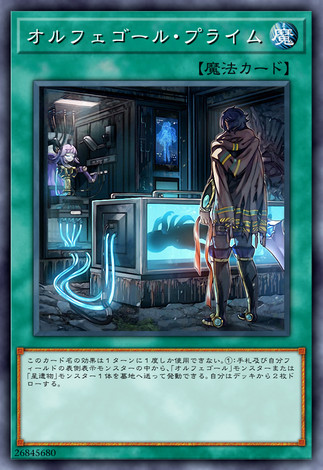 オルフェゴール・プライム 魔
【魔法カード】
このカード名の効果は1ターンに1度しか使用できない。①:手札及び自分フ
ィールドの表側表示モンスターの中から、「オルフェゴール」モンスターまたは
「星遺物」モンスター1体を墓地へ送って発動できる。自分はデッキから2枚ド
ローする。
26845680